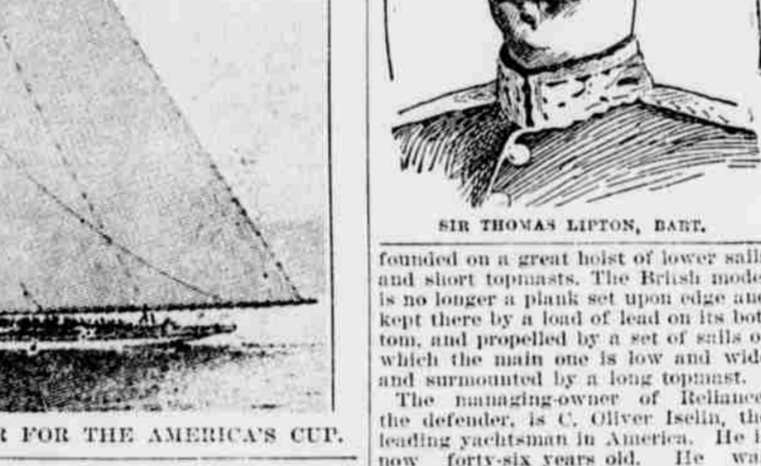 FOR THE AMERICA'S CUP.
SIR THOMAS LIPTON, BART.
founded on a great hoist of lower sails
and short topmasts. The Britsh mode
is no longer a plank set upon edge and
kept there by a load of lead on its bot
tom, and propelled by a set of sails o
which the main one is low and wide
and surmounted by a long topmast.
The managing-owner of Reliance
the defender, is C. Oliver Iselin, the
leading yachtsman in America. He i
now forty-six years old. He was